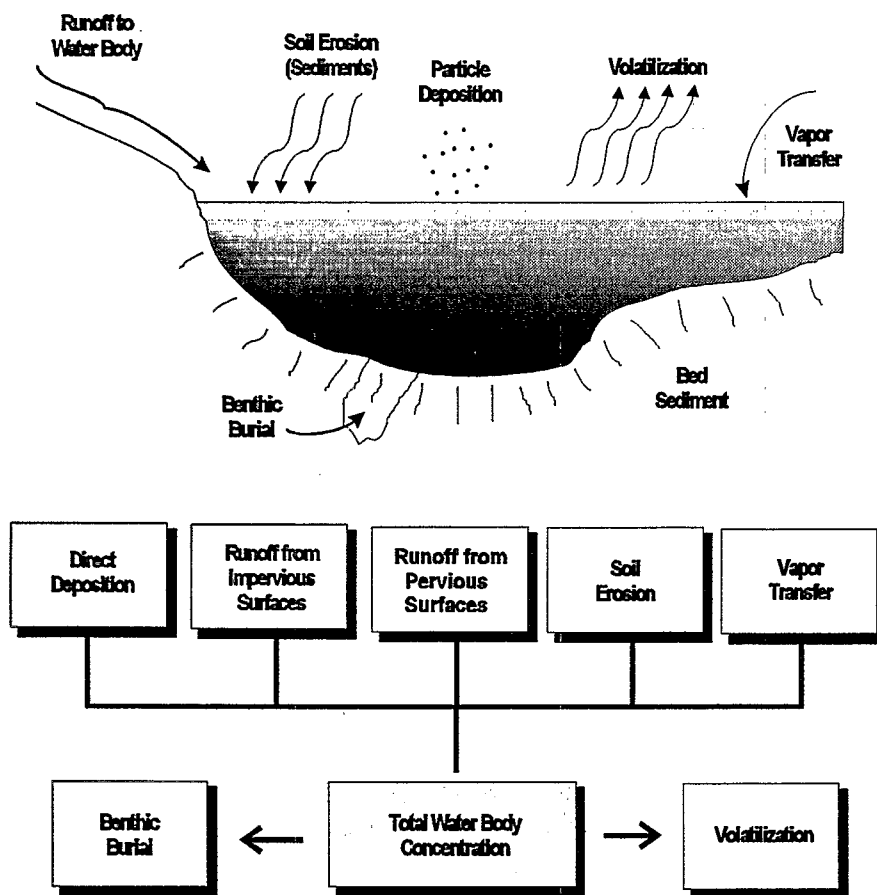 Runoff to
Water Body
Soil Erosion
(Sediments)
Particle
Deposition
Volatilization
Vapor
Transfer
Benthic
Burial
Bed
Sediment
Direct
Deposition
Runoff from
Impervious
Surfaces
Runoff from
Pervious
Surfaces
Soil
Erosion
Vapor
Transfer
Benthic
Burial
Total Water Body
Concentration
Volatilization